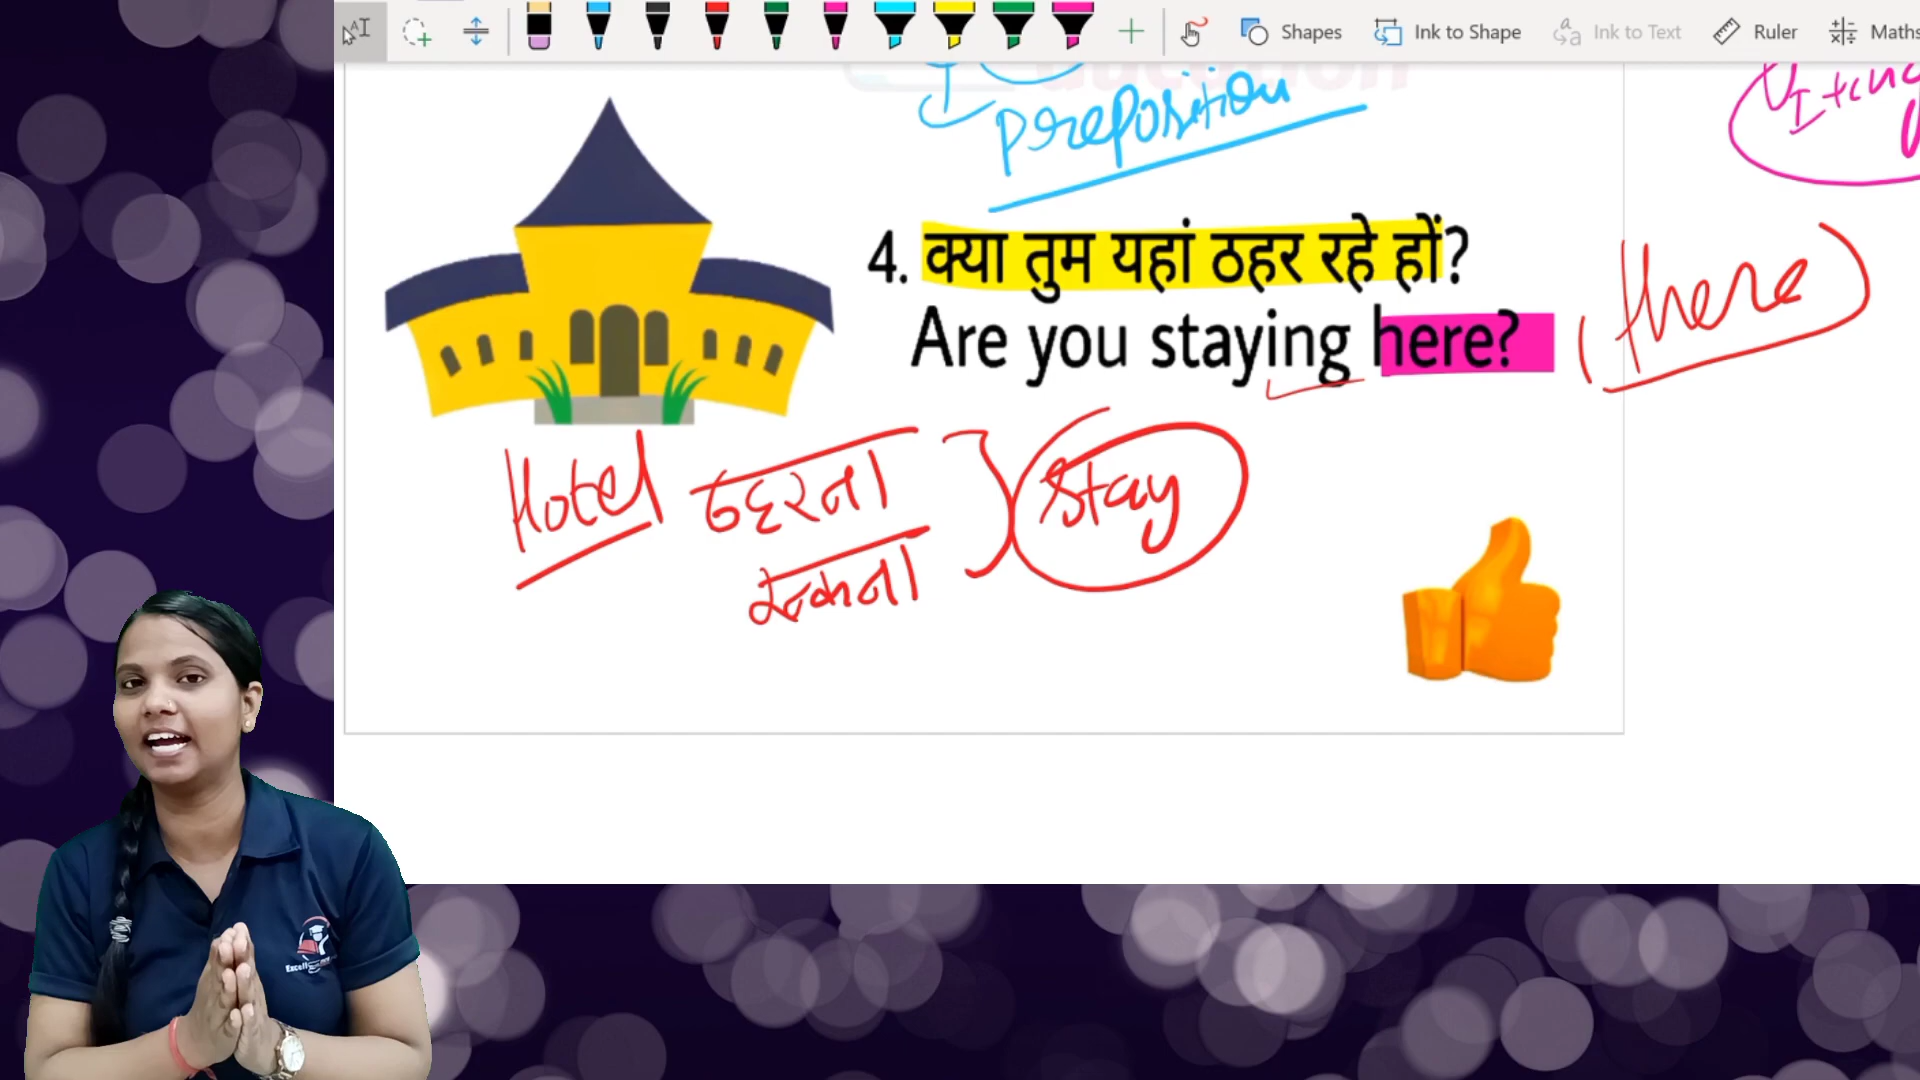 Shapes Ink to Shape Ink to Text Ruler Maths
preposition
4. क्या तुम यहां ठहर रहे हों?
Are you staying here? (there)
Hotel ठहरना Stay
रुकना